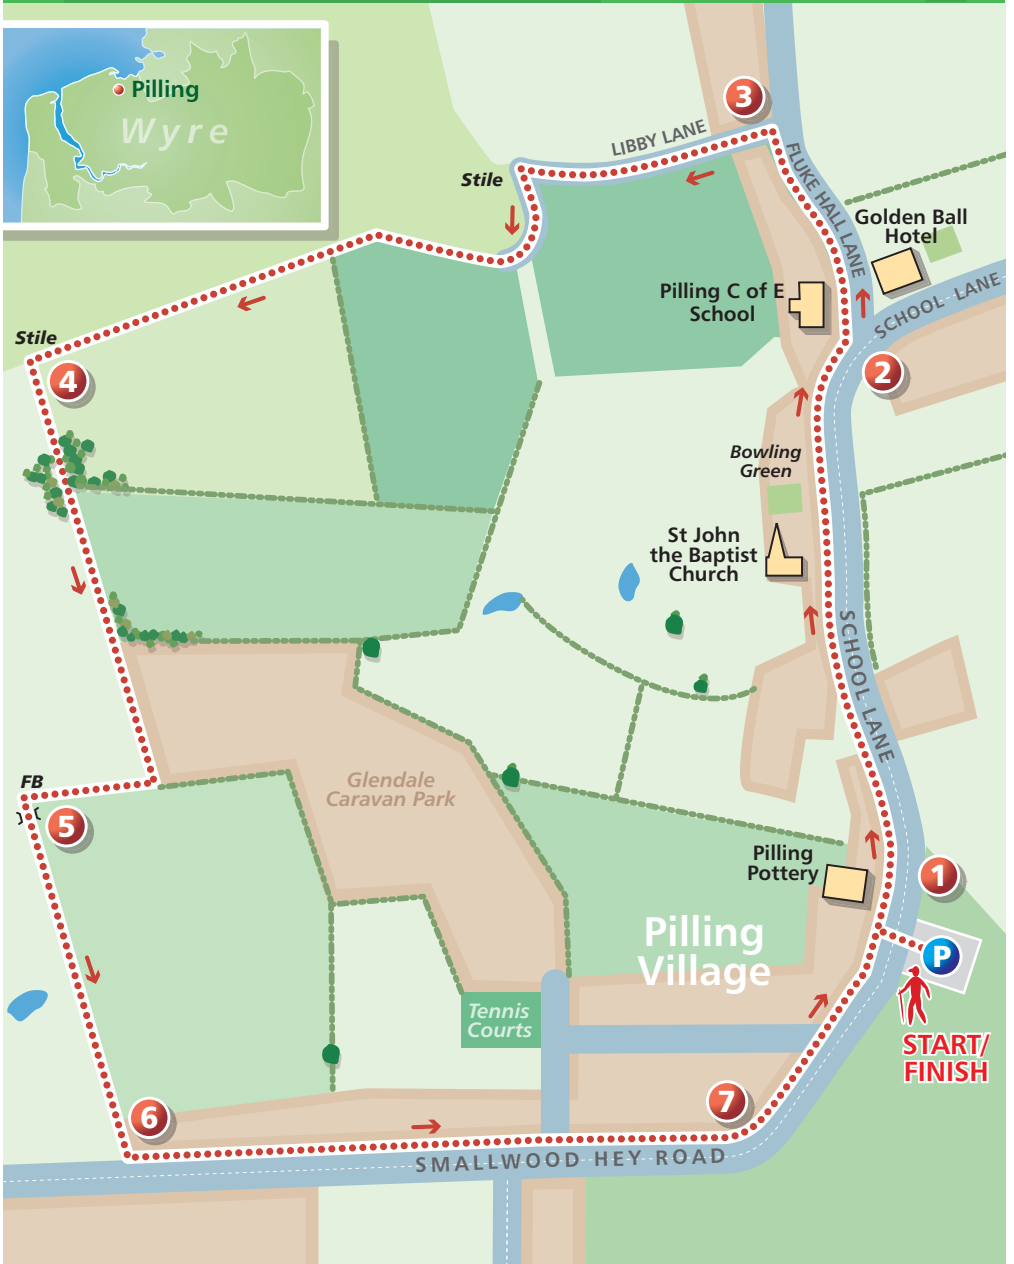 Pilling
Wyre
3
LIBBY LANE
FLUKE HALL LANE
Stile
Golden Ball
Hotel
Pilling C of E
School
SCHOOL LANE
Stile
4
2
Bowling
Green
St John
the Baptist
Church
SCHOOL LANE
FB
5
Glendale
Caravan Park
Pilling
Pottery
1
Pilling
Village
P
Tennis
Courts
START/
FINISH
6
7
SMALLWOOD HEY ROAD